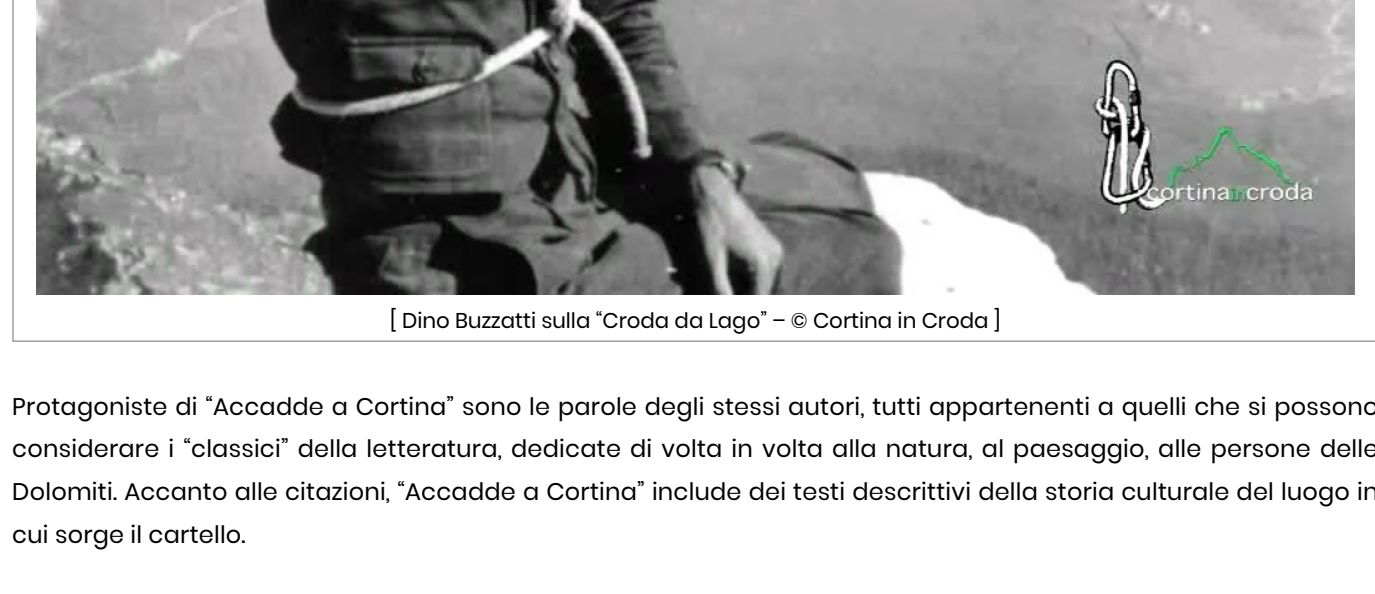 cortinaincroda
[ Dino Buzzatti sulla “Croda da Lago” – © Cortina in Croda ]
Protagoniste di “Accadde a Cortina” sono le parole degli stessi autori, tutti appartenenti a quelli che si possono
considerare i “classici” della letteratura, dedicate di volta in volta alla natura, al paesaggio, alle persone delle
Dolomiti. Accanto alle citazioni, “Accadde a Cortina” include dei testi descrittivi della storia culturale del luogo in
cui sorge il cartello.